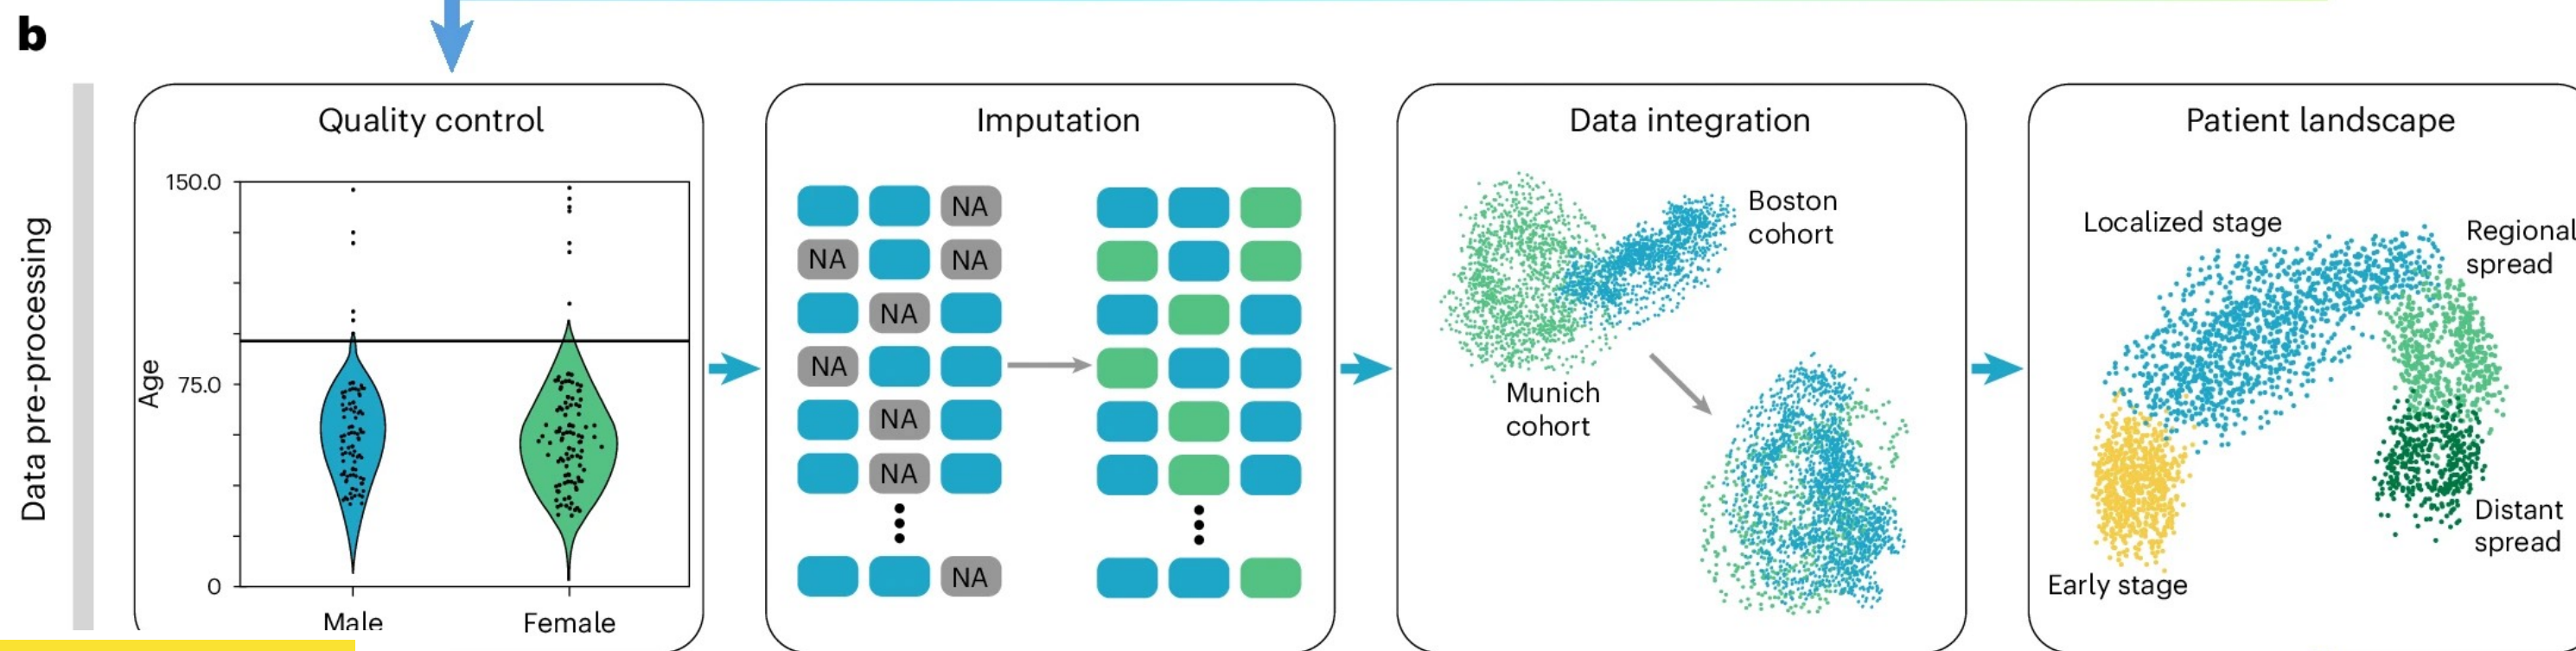 b
Data pre-processing
Quality control
150.0
75.0
0
Age
Male
Female
Imputation
NA
NA
NA
NA
NA
NA
NA
NA
Data integration
Boston
cohort
Munich
cohort
Patient landscape
Localized stage
Regional
spread
Distant
spread
Early stage